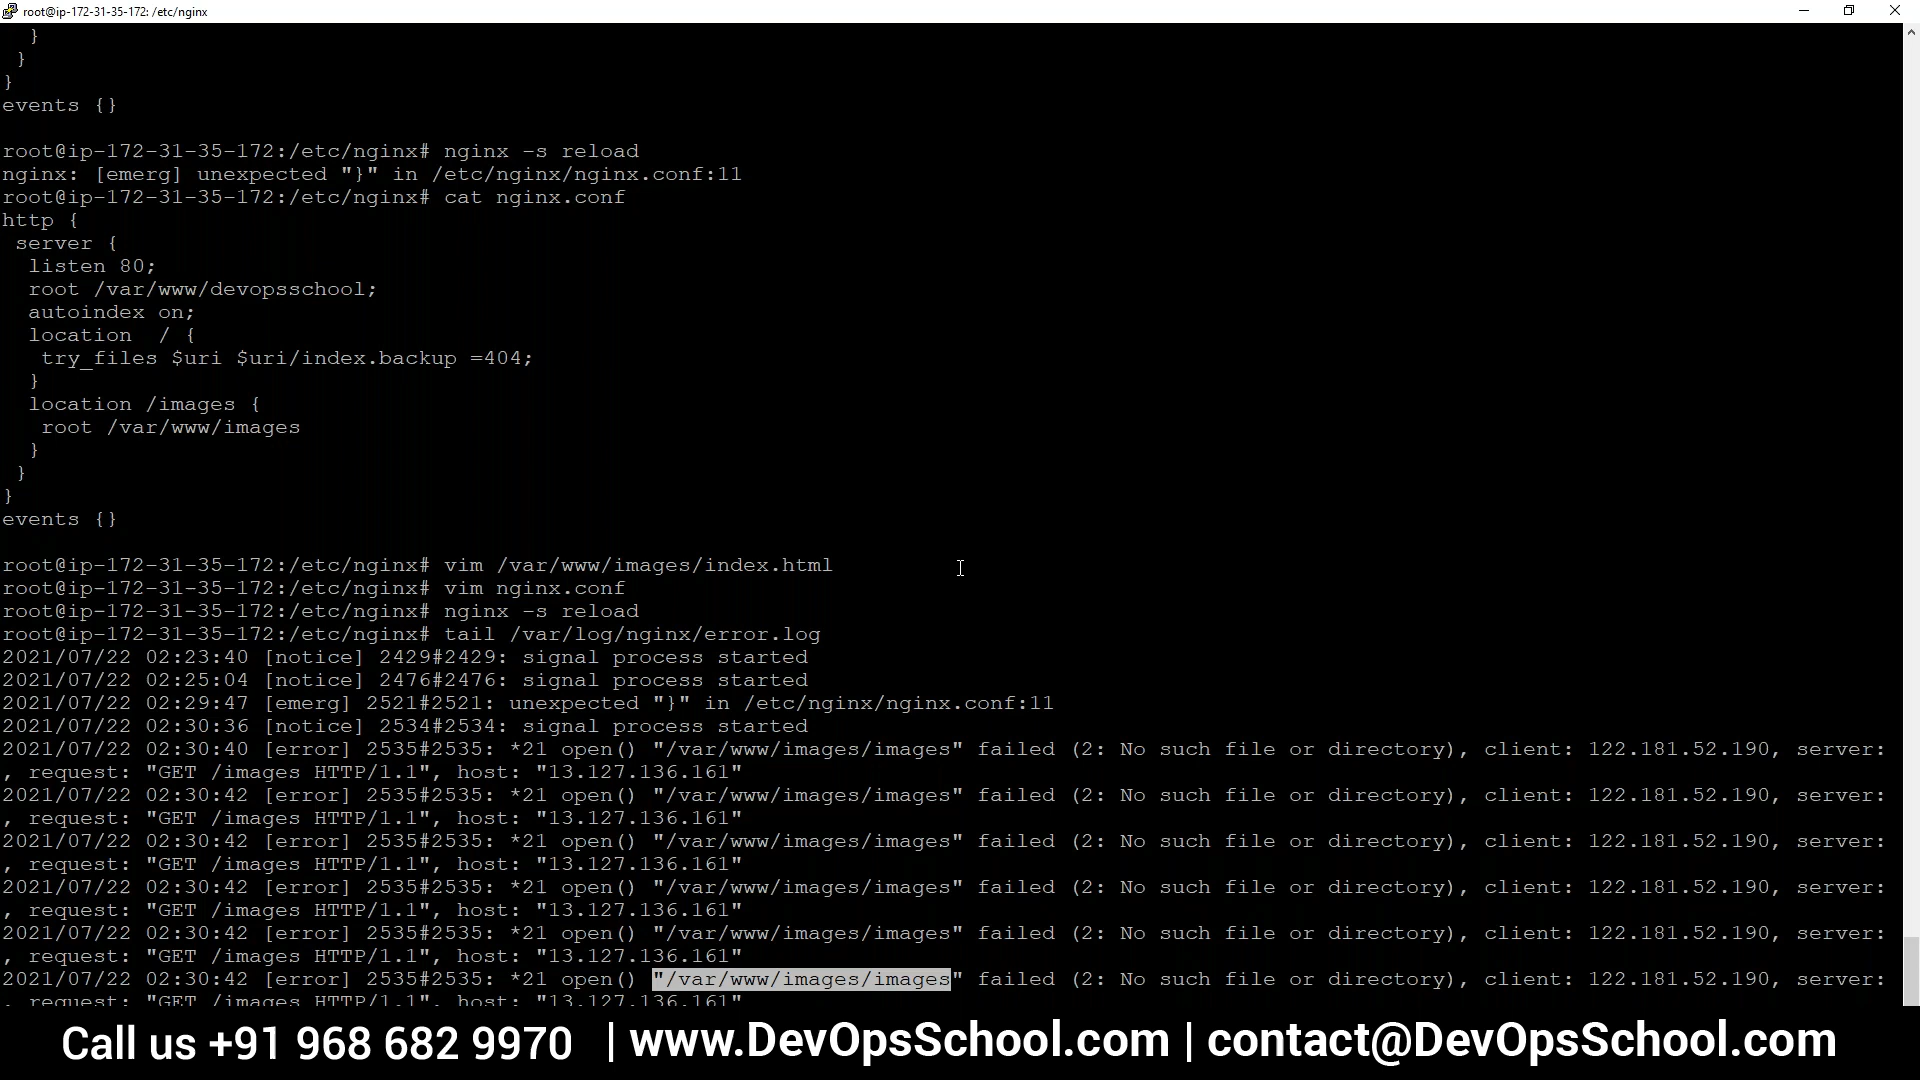 root@ip-172-31-35-172: /etc/nginx
}
}
}
events {}
root@ip-172-31-35-172:/etc/nginx# nginx -s reload
nginx: [emerg] unexpected "}" in /etc/nginx/nginx.conf:11
root@ip-172-31-35-172:/etc/nginx# cat nginx.conf
http {
server {
listen 80;
root /var/www/devopsschool;
autoindex on;
location  / {
try_files $uri $uri/index.backup =404;
}
location /images {
root /var/www/images
}
}
}
events {}
root@ip-172-31-35-172:/etc/nginx# vim /var/www/images/index.html
root@ip-172-31-35-172:/etc/nginx# vim nginx.conf
root@ip-172-31-35-172:/etc/nginx# nginx -s reload
root@ip-172-31-35-172:/etc/nginx# tail /var/log/nginx/error.log
2021/07/22 02:23:40 [notice] 2429#2429: signal process started
2021/07/22 02:25:04 [notice] 2476#2476: signal process started
2021/07/22 02:29:47 [emerg] 2521#2521: unexpected "}" in /etc/nginx/nginx.conf:11
2021/07/22 02:30:36 [notice] 2534#2534: signal process started
2021/07/22 02:30:40 [error] 2535#2535: *21 open() "/var/www/images/images" failed (2: No such file or directory), client: 122.181.52.190, server:
, request: "GET /images HTTP/1.1", host: "13.127.136.161"
2021/07/22 02:30:42 [error] 2535#2535: *21 open() "/var/www/images/images" failed (2: No such file or directory), client: 122.181.52.190, server:
, request: "GET /images HTTP/1.1", host: "13.127.136.161"
2021/07/22 02:30:42 [error] 2535#2535: *21 open() "/var/www/images/images" failed (2: No such file or directory), client: 122.181.52.190, server:
, request: "GET /images HTTP/1.1", host: "13.127.136.161"
2021/07/22 02:30:42 [error] 2535#2535: *21 open() "/var/www/images/images" failed (2: No such file or directory), client: 122.181.52.190, server:
, request: "GET /images HTTP/1.1", host: "13.127.136.161"
2021/07/22 02:30:42 [error] 2535#2535: *21 open() "/var/www/images/images" failed (2: No such file or directory), client: 122.181.52.190, server:
, request: "GET /images HTTP/1.1", host: "13.127.136.161"
2021/07/22 02:30:42 [error] 2535#2535: *21 open() "/var/www/images/images" failed (2: No such file or directory), client: 122.181.52.190, server:
, request: "GET /images HTTP/1.1", host: "13.127.136.161"
Call us +91 968 682 9970 | www.DevOpsSchool.com | contact@DevOpsSchool.com